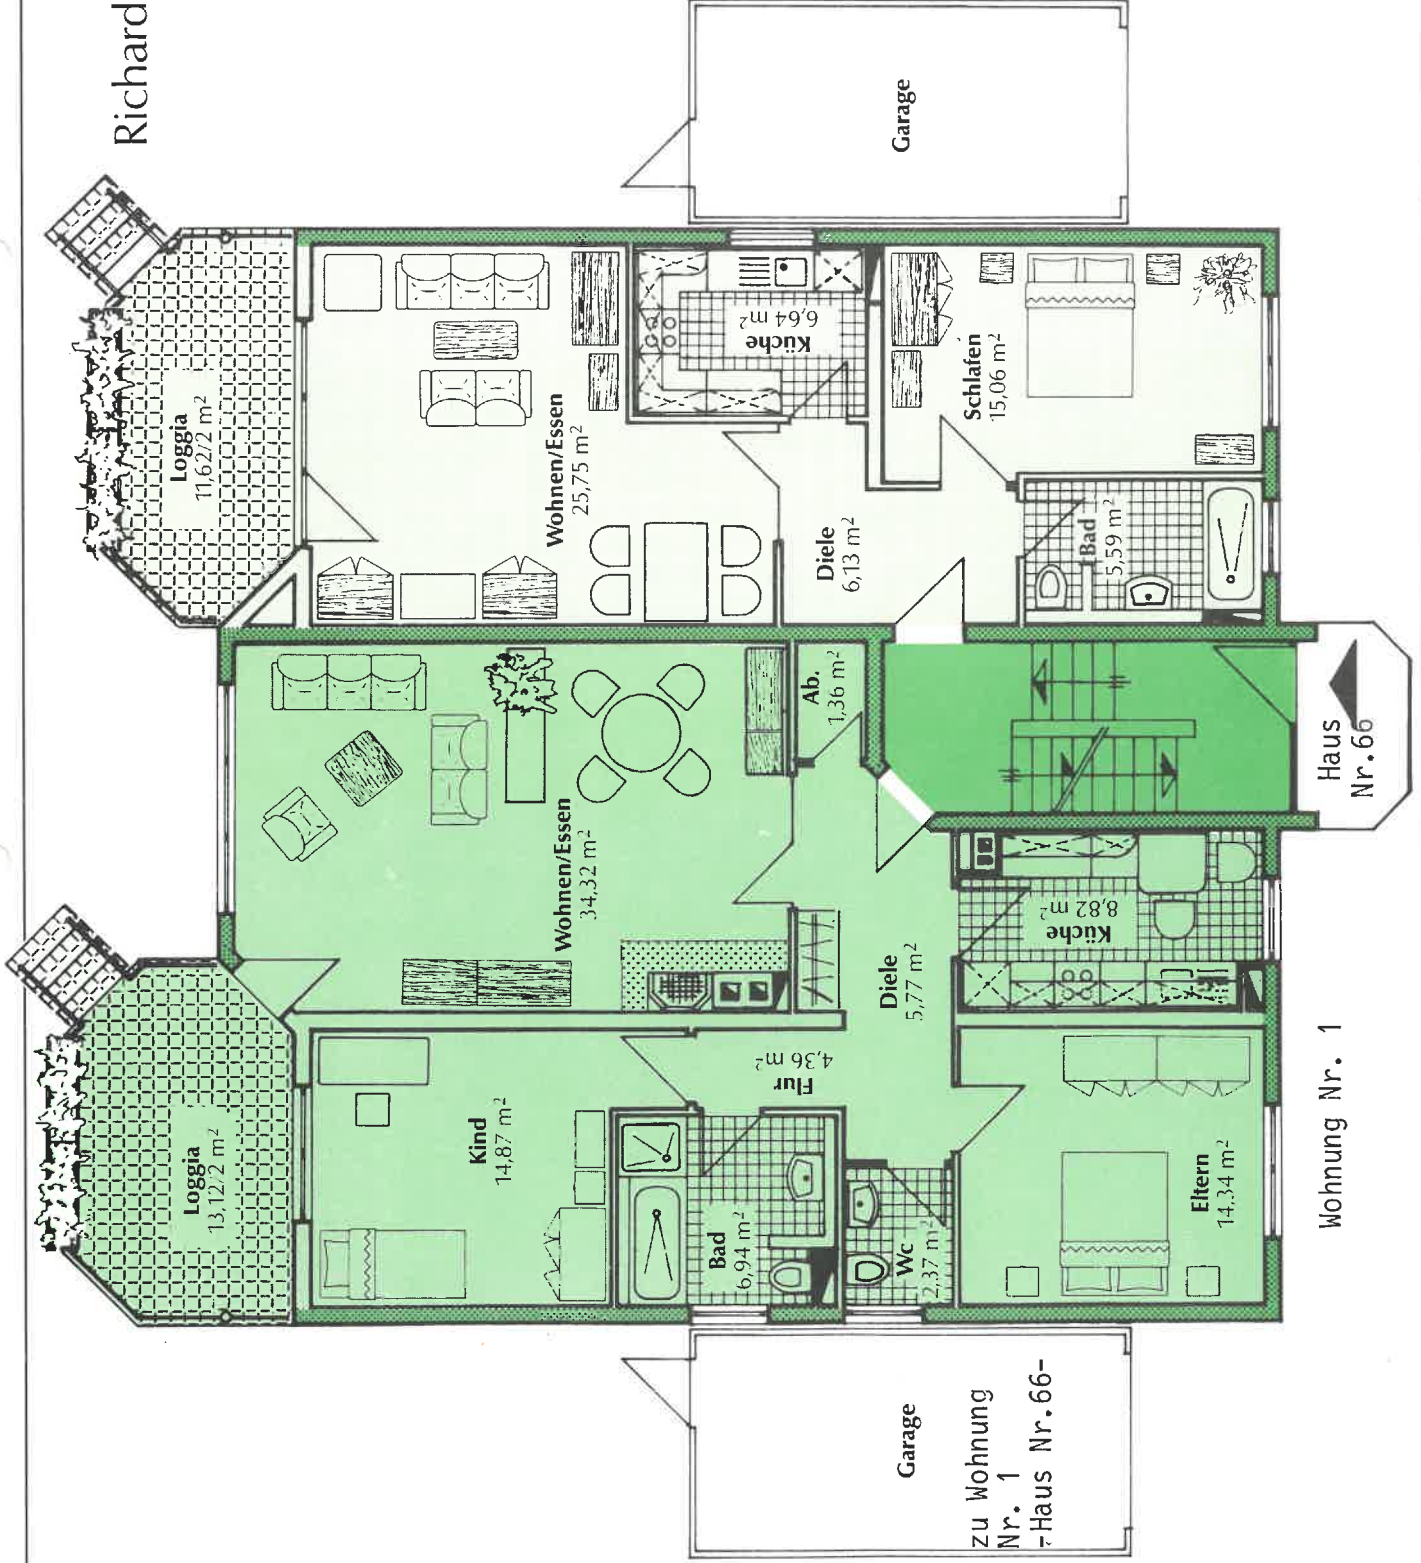 Richard
Garage
Loggia
11,62/2 m²
Wohnen/Essen
25,75 m²
Küche
6,64 m²
Schlafen
15,06 m²
Diele
6,13 m²
Bad
5,59 m²
Wohnen/Essen
34,32 m²
Ab.
1,36 m²
Haus
Nr.66
Küche
8,82 m²
Diele
5,77 m²
Flur
4,36 m²
Loggia
13,12/2 m²
Kind
14,87 m²
Bad
6,94 m²
Wc
2,37 m²
Eltern
14,34 m²
Wohnung Nr. 1
Garage
zu Wohnung
Nr. 1
-Haus Nr.66-